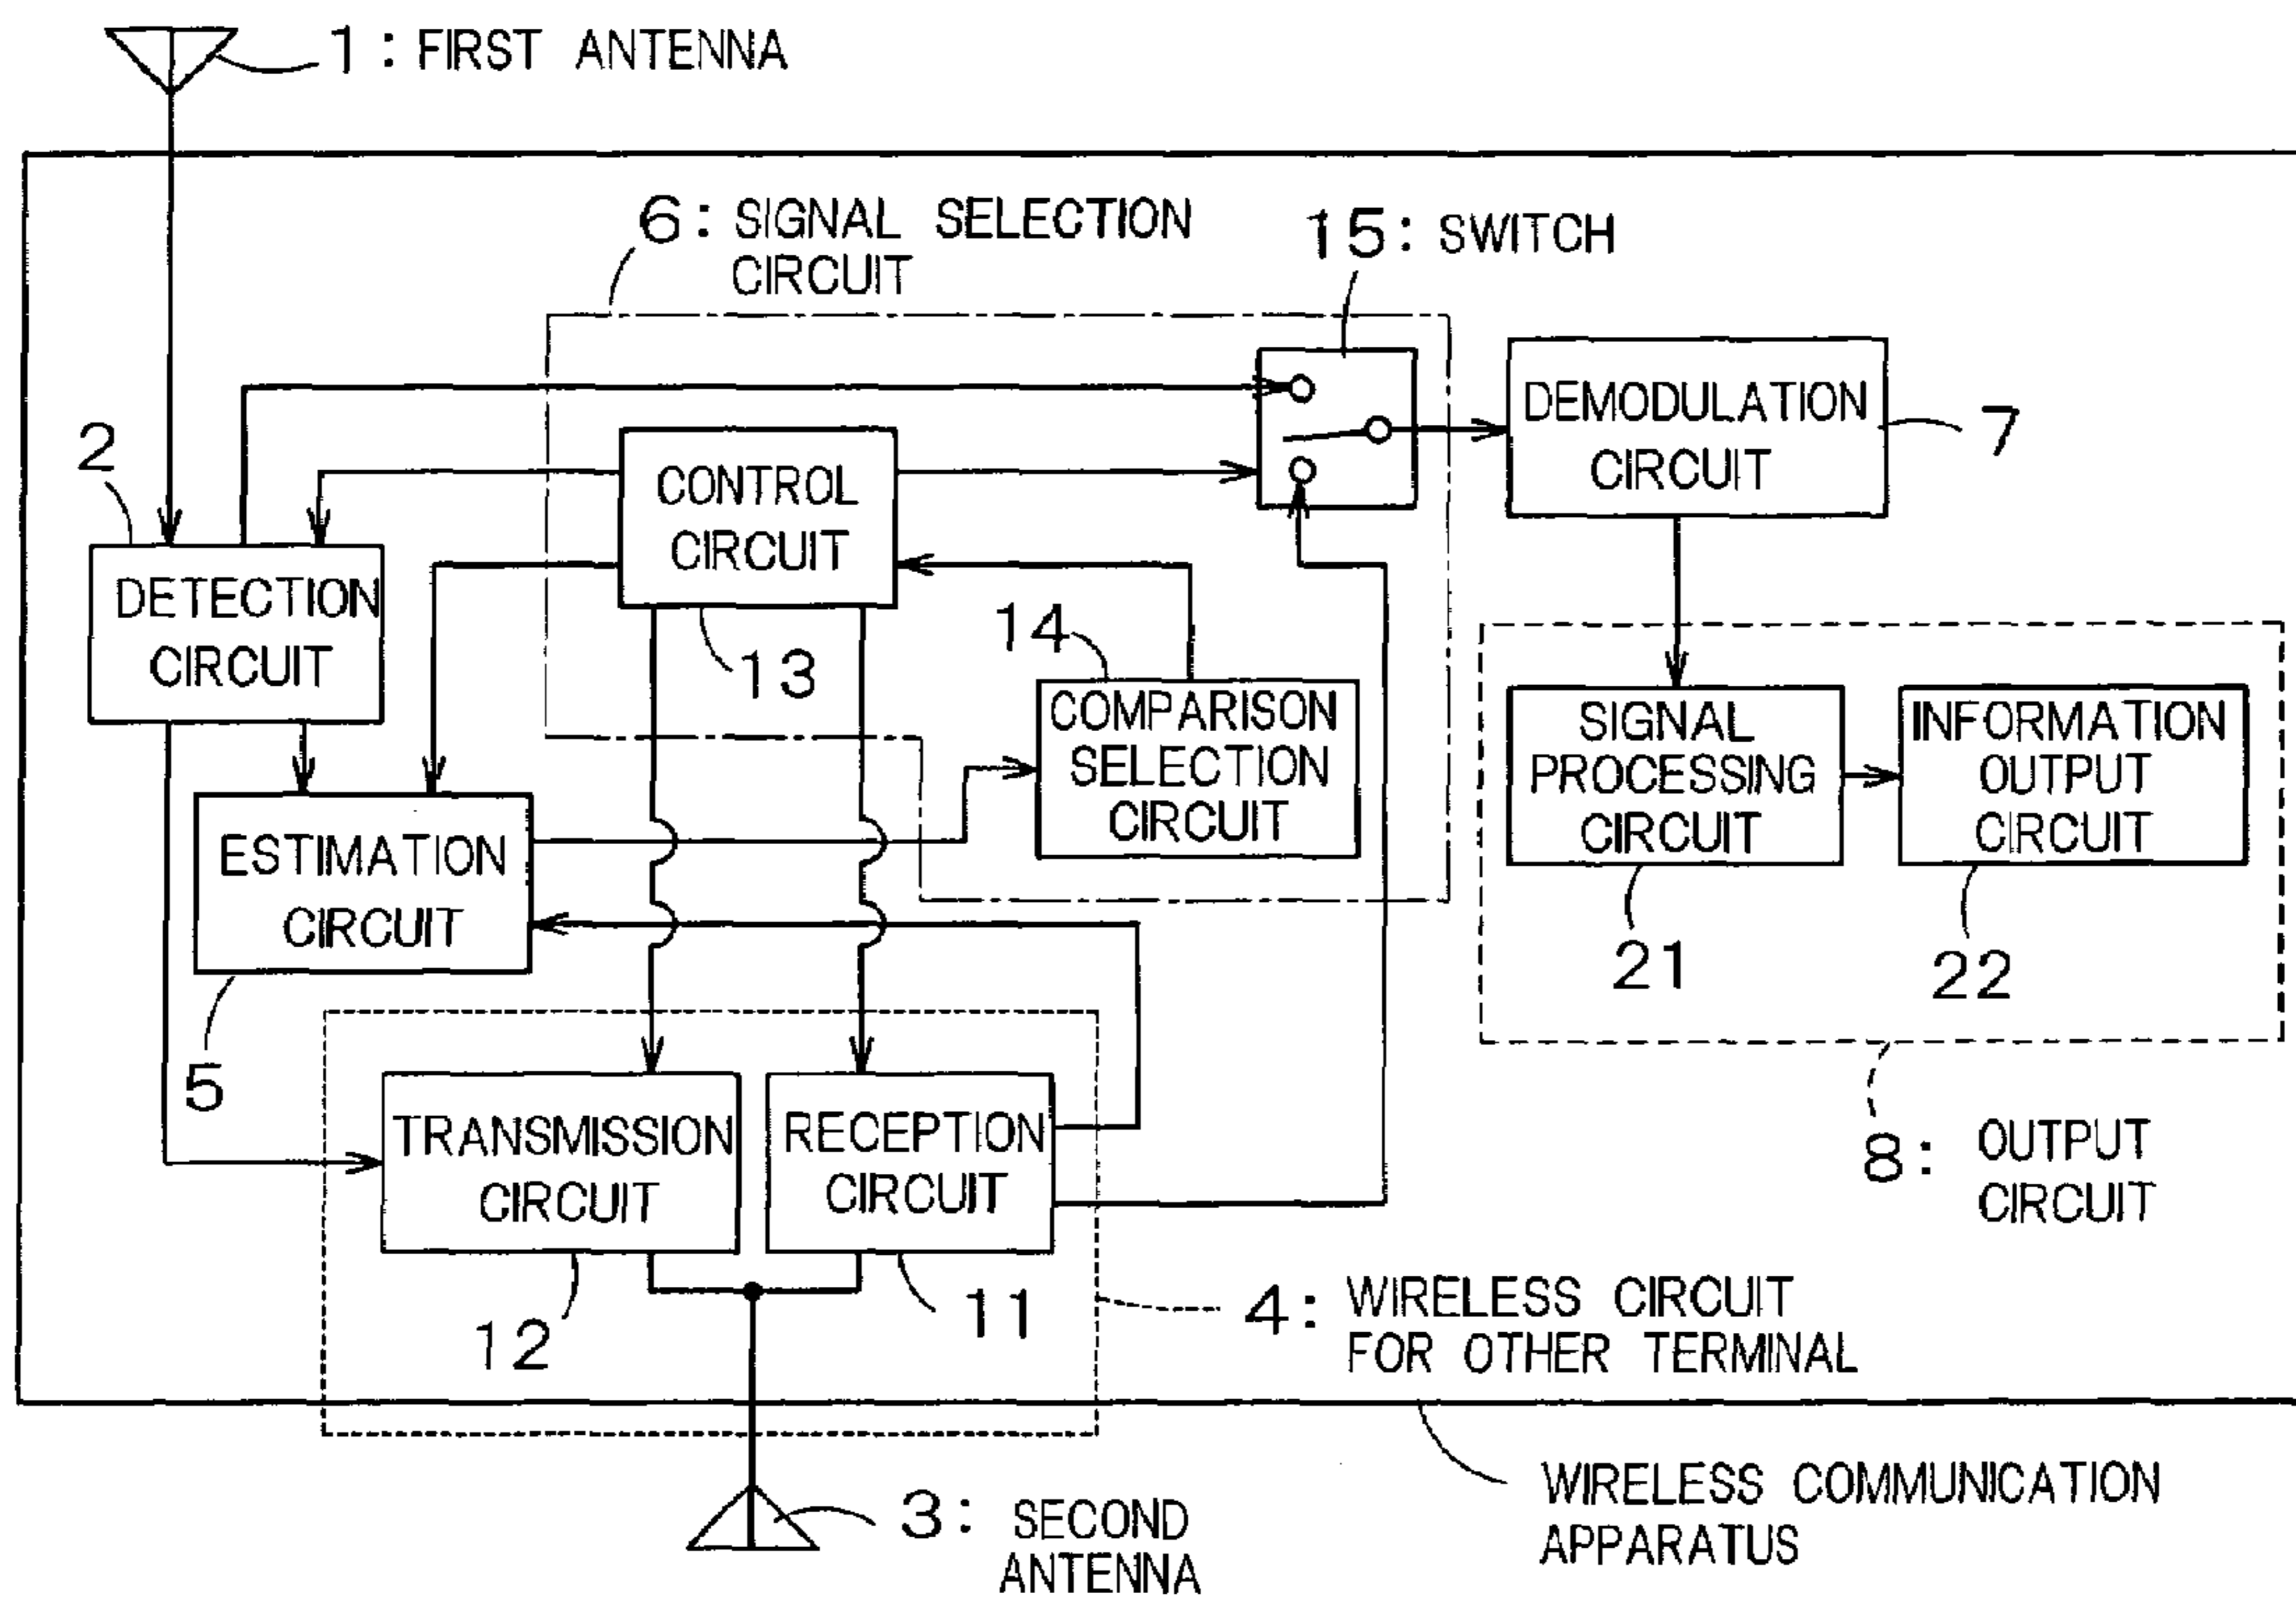 1: FIRST ANTENNA
6: SIGNAL SELECTION
CIRCUIT
15: SWITCH
DEMODULATION
CIRCUIT
7
2
CONTROL
CIRCUIT
13
DETECTION
CIRCUIT
14
COMPARISON
SELECTION
CIRCUIT
SIGNAL
PROCESSING
CIRCUIT
21
INFORMATION
OUTPUT
CIRCUIT
22
ESTIMATION
CIRCUIT
5
TRANSMISSION
CIRCUIT
12
RECEPTION
CIRCUIT
11
8: OUTPUT
CIRCUIT
4: WIRELESS CIRCUIT
FOR OTHER TERMINAL
WIRELESS COMMUNICATION
APPARATUS
3: SECOND
ANTENNA